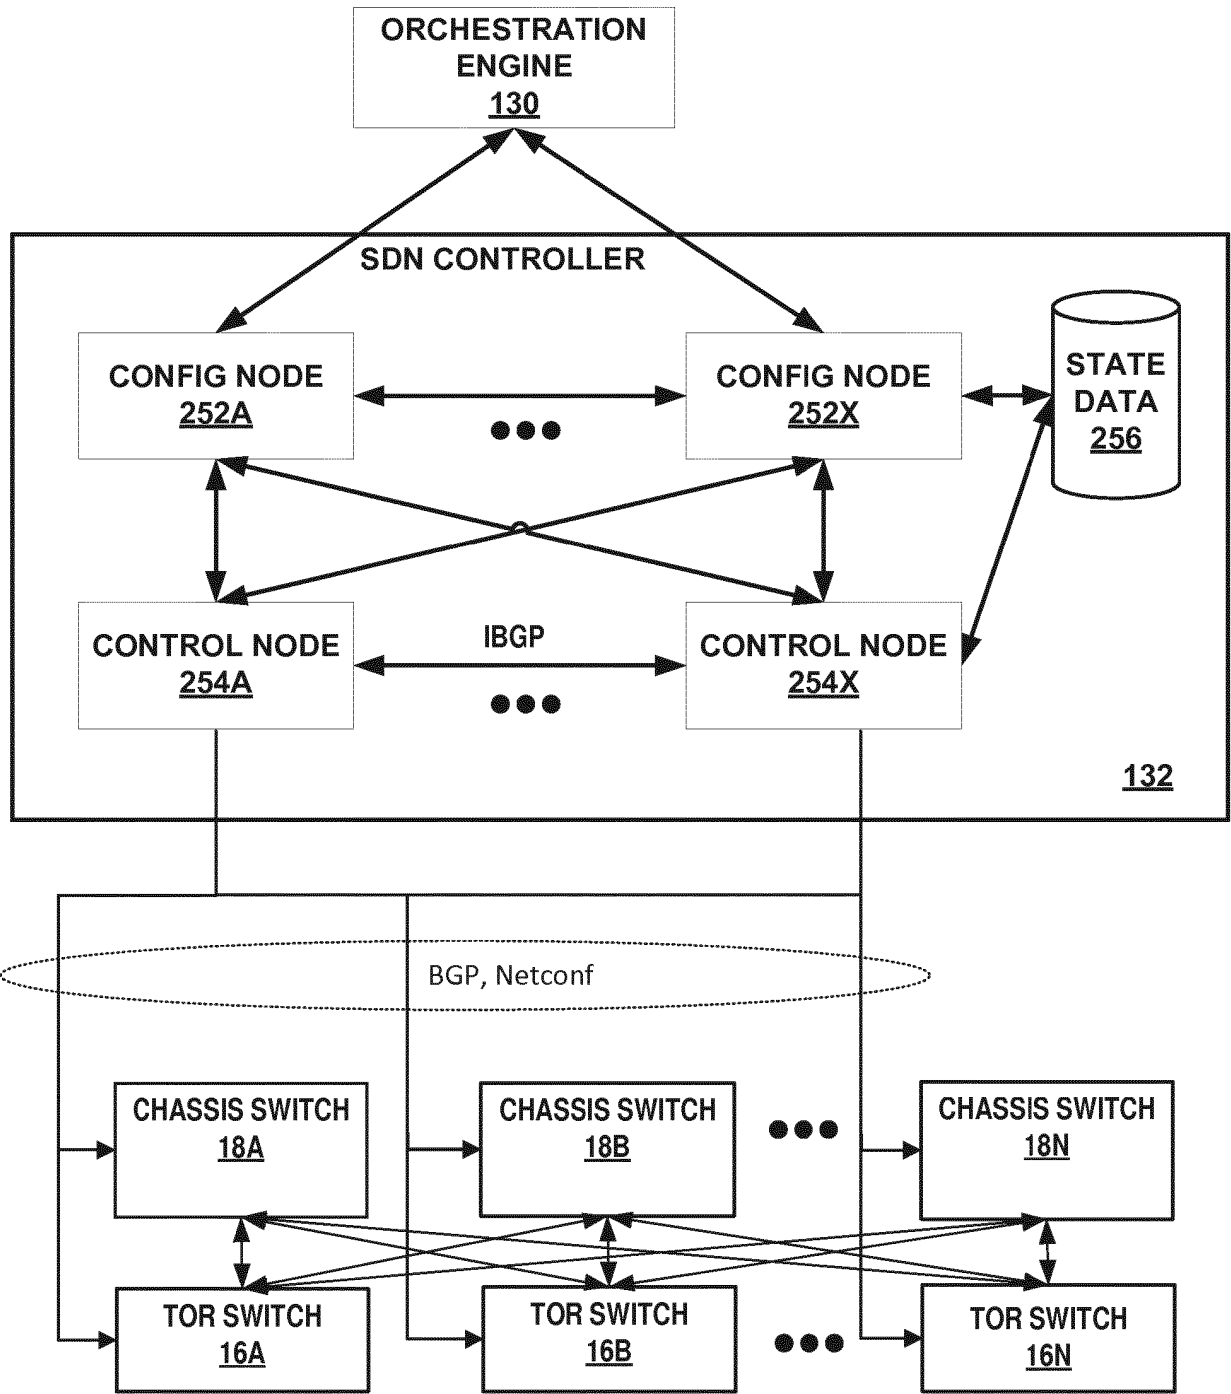 ORCHESTRATION
ENGINE
130
SDN CONTROLLER
CONFIG NODE
252A
CONFIG NODE
252X
STATE
DATA
256
CONTROL NODE
254A
IBGP
CONTROL NODE
254X
132
BGP, Netconf
CHASSIS SWITCH
18A
CHASSIS SWITCH
18B
CHASSIS SWITCH
18N
TOR SWITCH
16A
TOR SWITCH
16B
TOR SWITCH
16N